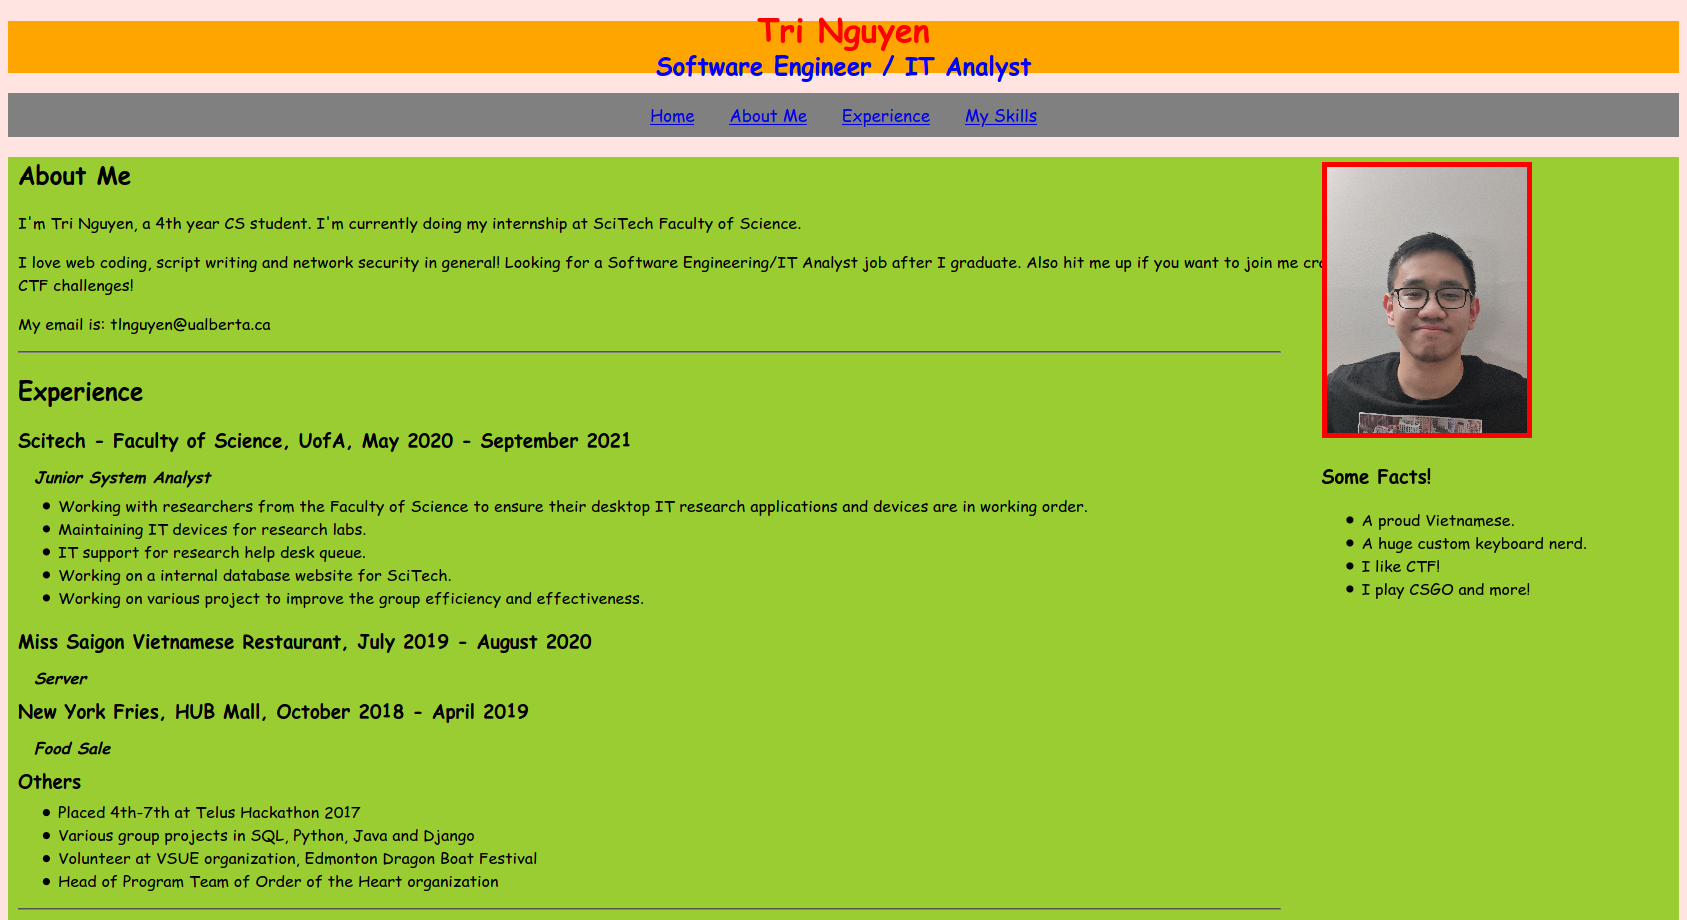 Tri Nguyen
Software Engineer / IT Analyst
Home About Me Experience My Skills
About Me
I'm Tri Nguyen, a 4th year CS student. I'm currently doing my internship at SciTech Faculty of Science.
I love web coding, script writing and network security in general! Looking for a Software Engineering/IT Analyst job after I graduate. Also hit me up if you want to join me
CTF challenges!
My email is: tlnguyen@ualberta.ca
Experience
Scitech - Faculty of Science, UofA, May 2020 - September 2021
Junior System Analyst
Working with researchers from the Faculty of Science to ensure their desktop IT research applications and devices are in working order.
Maintaining IT devices for research labs.
IT support for research help desk queue.
Working on a internal database website for SciTech.
Working on various project to improve the group efficiency and effectiveness.
Miss Saigon Vietnamese Restaurant, July 2019 - August 2020
Server
New York Fries, HUB Mall, October 2018 - April 2019
Food Sale
Others
Placed 4th-7th at Telus Hackathon 2017
Various group projects in SQL, Python, Java and Django
Volunteer at VSUE organization, Edmonton Dragon Boat Festival
Head of Program Team of Order of the Heart organization
Some Facts!
A proud Vietnamese.
A huge custom keyboard nerd.
I like CTF!
I play CSGO and more!